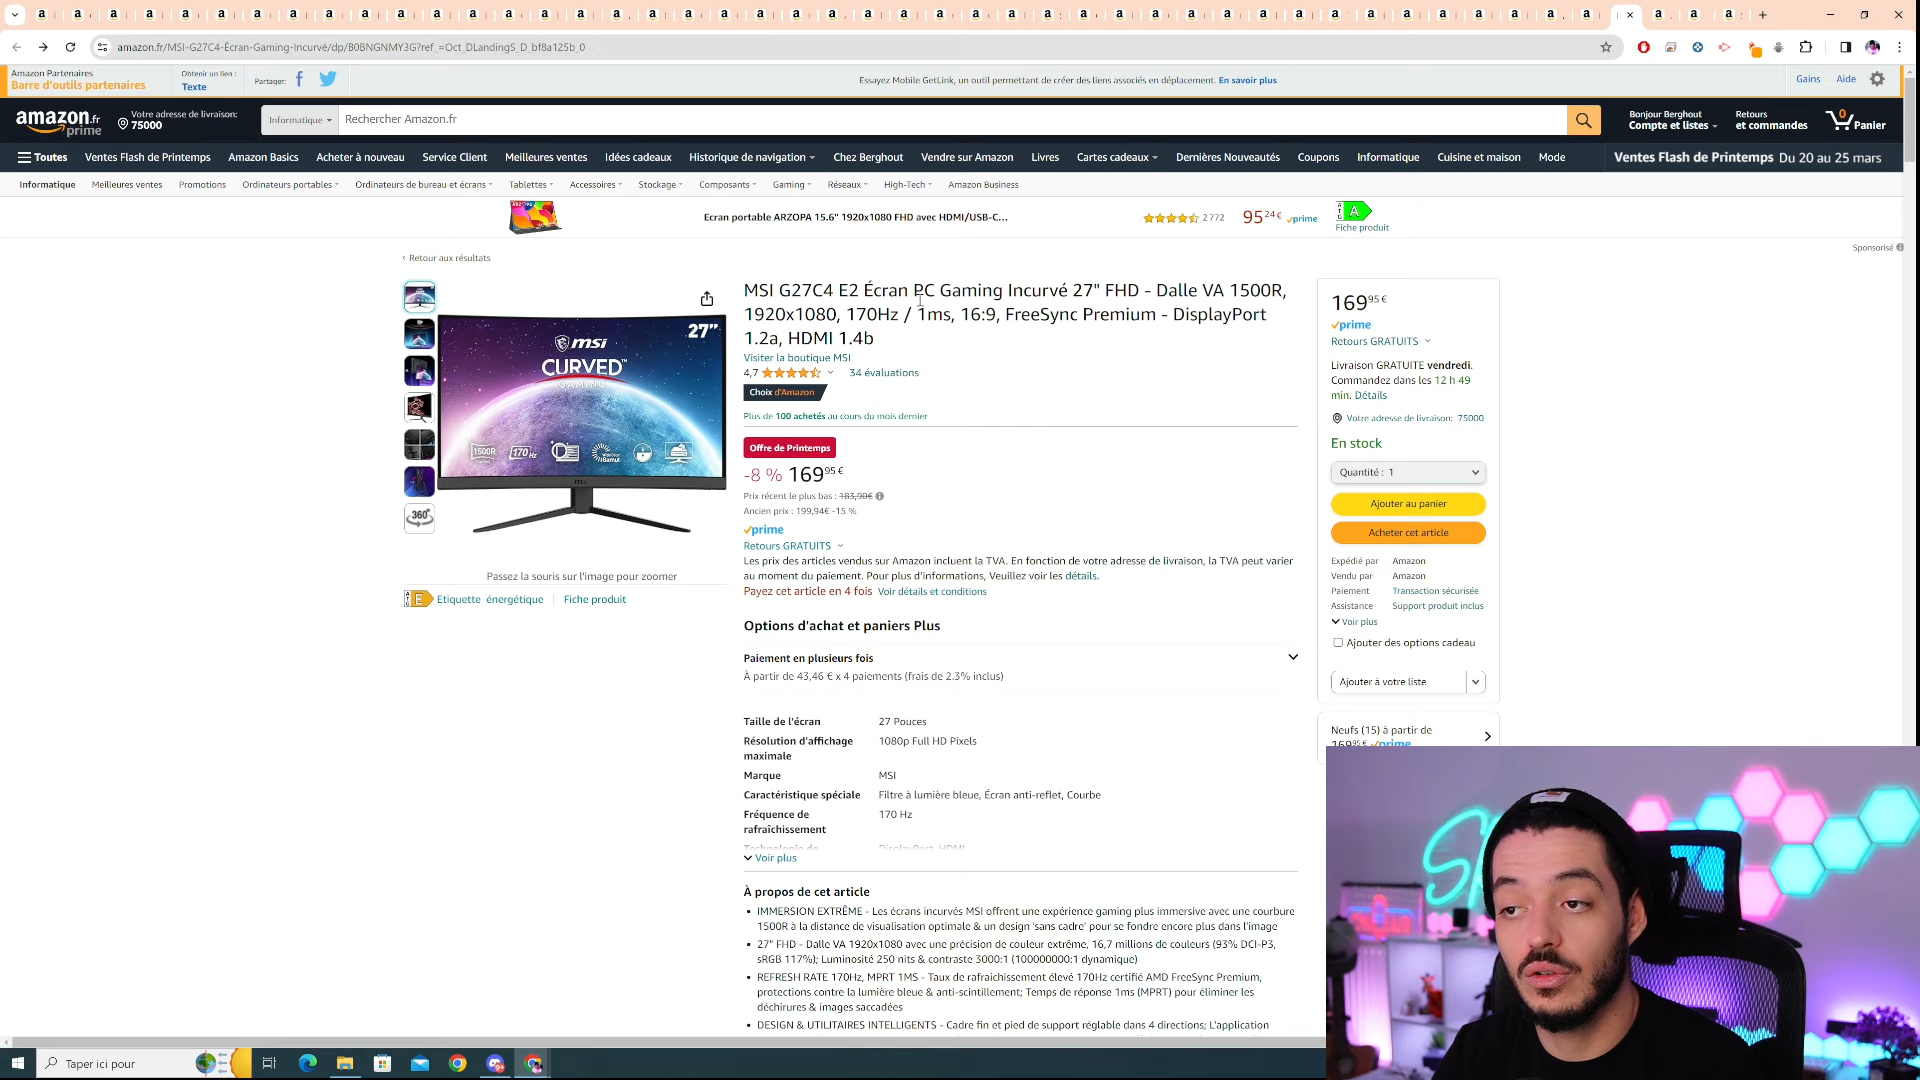 amazon.fr/MSI-G27C4-Écran-Gaming-Incurvé/dp/B0BNGNMY3G?ref_=Oct_DLandingS_D_bf8a125b_0
Amazon Partenaires
Barre d'outils partenaires
Obtenir un lien :
Texte
Partager:
Essayez Mobile GetLink, un outil permettant de créer des liens associés en déplacement. En savoir plus
Gains Aide
amazon.fr
prime
Votre adresse de livraison:
75000
Informatique
Rechercher Amazon.fr
Bonjour Berghout
Compte et listes
Retours
et commandes
0
Panier
Toutes Ventes Flash de Printemps Amazon Basics Acheter à nouveau Service Client Meilleures ventes Idées cadeaux Historique de navigation Chez Berghout Vendre sur Amazon Livres Cartes cadeaux Dernières Nouveautés Coupons Informatique Cuisine et maison Mode
Ventes Flash de Printemps Du 20 au 25 mars
Informatique Meilleures ventes Promotions Ordinateurs portables Ordinateurs de bureau et écrans Tablettes Accessoires Stockage Composants Gaming Réseaux High-Tech Amazon Business
Ecran portable ARZOPA 15.6" 1920x1080 FHD avec HDMI/USB-C...
2 772
95 24 €
prime
A
Fiche produit
Sponsorisé
‹ Retour aux résultats
27"
msi
CURVED™
GAMING
1500R
170 Hz
360°
Passez la souris sur l'image pour zoomer
E
Etiquette énergétique
Fiche produit
MSI G27C4 E2 Écran PC Gaming Incurvé 27" FHD - Dalle VA 1500R,
1920x1080, 170Hz / 1ms, 16:9, FreeSync Premium - DisplayPort
1.2a, HDMI 1.4b
Visiter la boutique MSI
4,7
34 évaluations
Choix d'Amazon
Plus de 100 achetés au cours du mois dernier
Offre de Printemps
-8 % 169 95 €
Prix récent le plus bas : 183,90€
Ancien prix : 199,94€ -15 %
prime
Retours GRATUITS
Les prix des articles vendus sur Amazon incluent la TVA. En fonction de votre adresse de livraison, la TVA peut varier
au moment du paiement. Pour plus d'informations, Veuillez voir les détails.
Payez cet article en 4 fois Voir détails et conditions
Options d'achat et paniers Plus
Paiement en plusieurs fois
À partir de 43,46 € x 4 paiements (frais de 2.3% inclus)
Taille de l'écran 27 Pouces
Résolution d'affichage 1080p Full HD Pixels
maximale
Marque MSI
Caractéristique spéciale Filtre à lumière bleue, Écran anti-reflet, Courbe
Fréquence de 170 Hz
rafraîchissement
Technologie de DisplayPort, HDMI
Voir plus
À propos de cet article
• IMMERSION EXTRÊME - Les écrans incurvés MSI offrent une expérience gaming plus immersive avec une courbure
1500R à la distance de visualisation optimale & un design 'sans cadre' pour se fondre encore plus dans l'image
• 27" FHD - Dalle VA 1920x1080 avec une précision de couleur extrême, 16,7 millions de couleurs (93% DCI-P3,
sRGB 117%); Luminosité 250 nits & contraste 3000:1 (100000000:1 dynamique)
• REFRESH RATE 170Hz, MPRT 1MS - Taux de rafraichissement élevé 170Hz certifié AMD FreeSync Premium,
protections contre la lumière bleue & anti-scintillement; Temps de réponse 1ms (MPRT) pour éliminer les
déchirures & images saccadées
• DESIGN & UTILITAIRES INTELLIGENTS - Cadre fin et pied de support réglable dans 4 directions; L'application
169 95 €
prime
Retours GRATUITS
Livraison GRATUITE vendredi.
Commandez dans les 12 h 49
min. Détails
Votre adresse de livraison: 75000
En stock
Quantité : 1
Ajouter au panier
Acheter cet article
Expédié par Amazon
Vendu par Amazon
Paiement Transaction sécurisée
Assistance Support produit inclus
Voir plus
Ajouter des options cadeau
Ajouter à votre liste
Neufs (15) à partir de
169 95 € prime
Taper ici pour